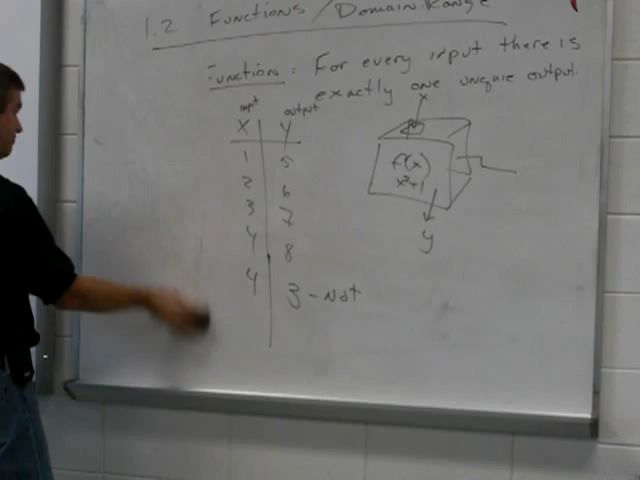 1.2 Functions / Domain Range
Functions: For every input there is
exactly one unique output.
input output
X Y
1 5
2 6
3 7
4 8
4 3 - Not
x
f(x)
x²+1
y